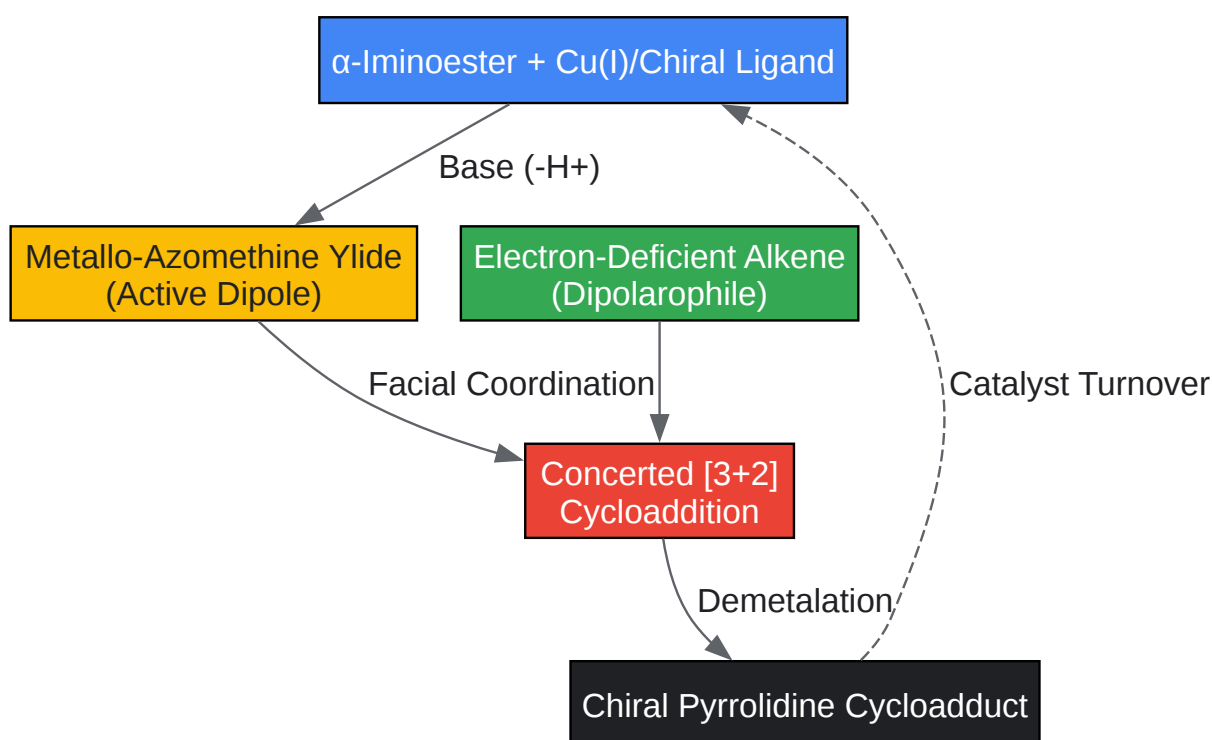 α-Iminoester + Cu(I)/Chiral Ligand
Base (-H+)
Metallo-Azomethine Ylide
(Active Dipole)
Electron-Deficient Alkene
(Dipolarophile)
Facial Coordination
Catalyst Turnover
Concerted [3+2]
Cycloaddition
Demetalation
Chiral Pyrrolidine Cycloadduct